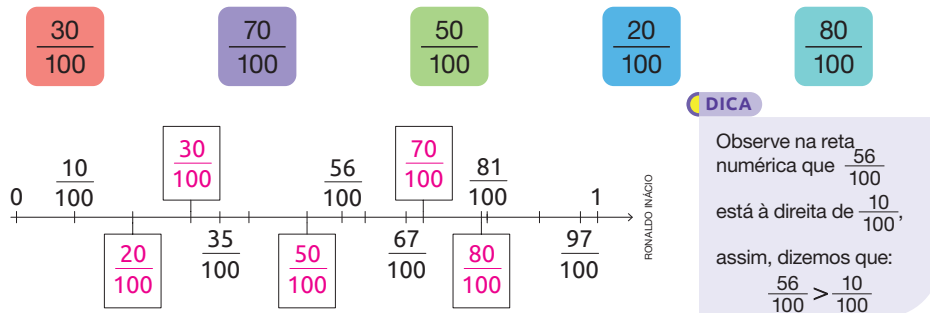 30/100 70/100 50/100 20/100 80/100
30/100 70/100
0 10/100 56/100 81/100 1
20/100 35/100 50/100 67/100 80/100 97/100
RONALDO INÁCIO
DICA
Observe na reta
numérica que 56/100
está à direita de 10/100,
assim, dizemos que:
56/100 > 10/100